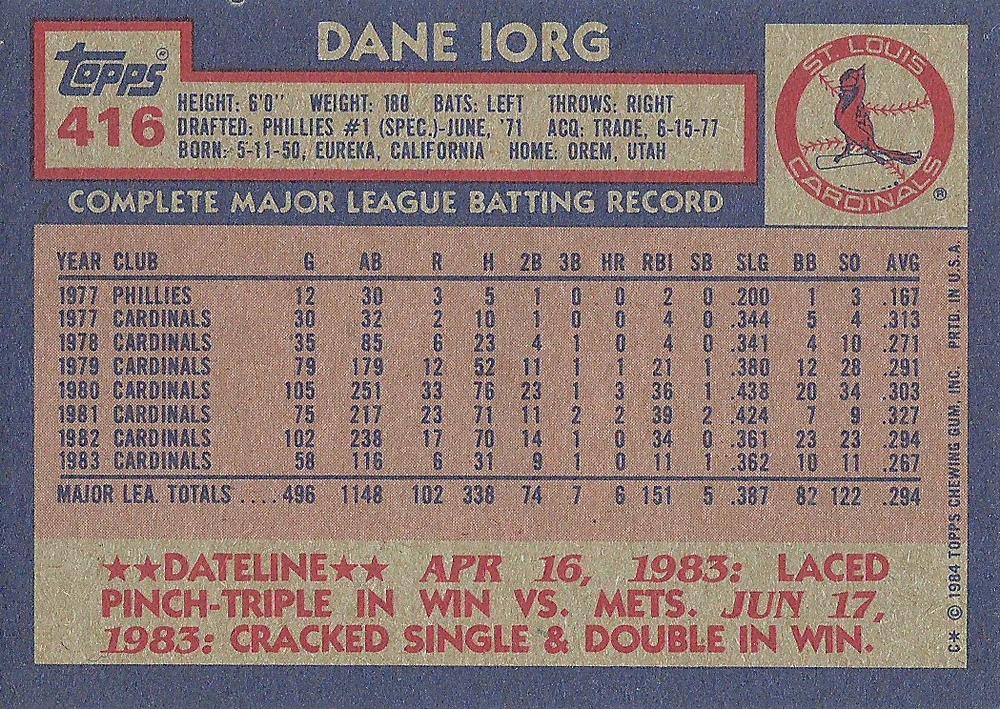 DANE IORG
Topps®
416
HEIGHT: 6'0" WEIGHT: 180 BATS: LEFT THROWS: RIGHT
DRAFTED: PHILLIES #1 (SPEC.)-JUNE, '71 ACQ: TRADE, 6-15-77
BORN: 5-11-50, EUREKA, CALIFORNIA HOME: OREM, UTAH
ST. LOUIS
CARDINALS
®
COMPLETE MAJOR LEAGUE BATTING RECORD
YEAR CLUB G AB R H 2B 3B HR RBI SB SLG BB SO AVG
1977 PHILLIES 12 30 3 5 1 0 0 2 0 .200 1 3 .167
1977 CARDINALS 30 32 2 10 1 0 0 4 0 .344 5 4 .313
1978 CARDINALS 35 85 6 23 4 1 0 4 0 .341 4 10 .271
1979 CARDINALS 79 179 12 52 11 1 1 21 1 .380 12 28 .291
1980 CARDINALS 105 251 33 76 23 1 3 36 1 .438 20 34 .303
1981 CARDINALS 75 217 23 71 11 2 2 39 2 .424 7 9 .327
1982 CARDINALS 102 238 17 70 14 1 0 34 0 .361 23 23 .294
1983 CARDINALS 58 116 6 31 9 1 0 11 1 .362 10 11 .267
MAJOR LEA. TOTALS .... 496 1148 102 338 74 7 6 151 5 .387 82 122 .294
★★DATELINE★★ APR 16, 1983: LACED
PINCH-TRIPLE IN WIN VS. METS. JUN 17,
1983: CRACKED SINGLE & DOUBLE IN WIN.
C* © 1984 TOPPS CHEWING GUM, INC. PRTD. IN U.S.A.